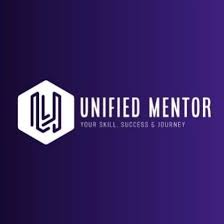 UNIFIED MENTOR
YOUR SKILL, SUCCESS & JOURNEY